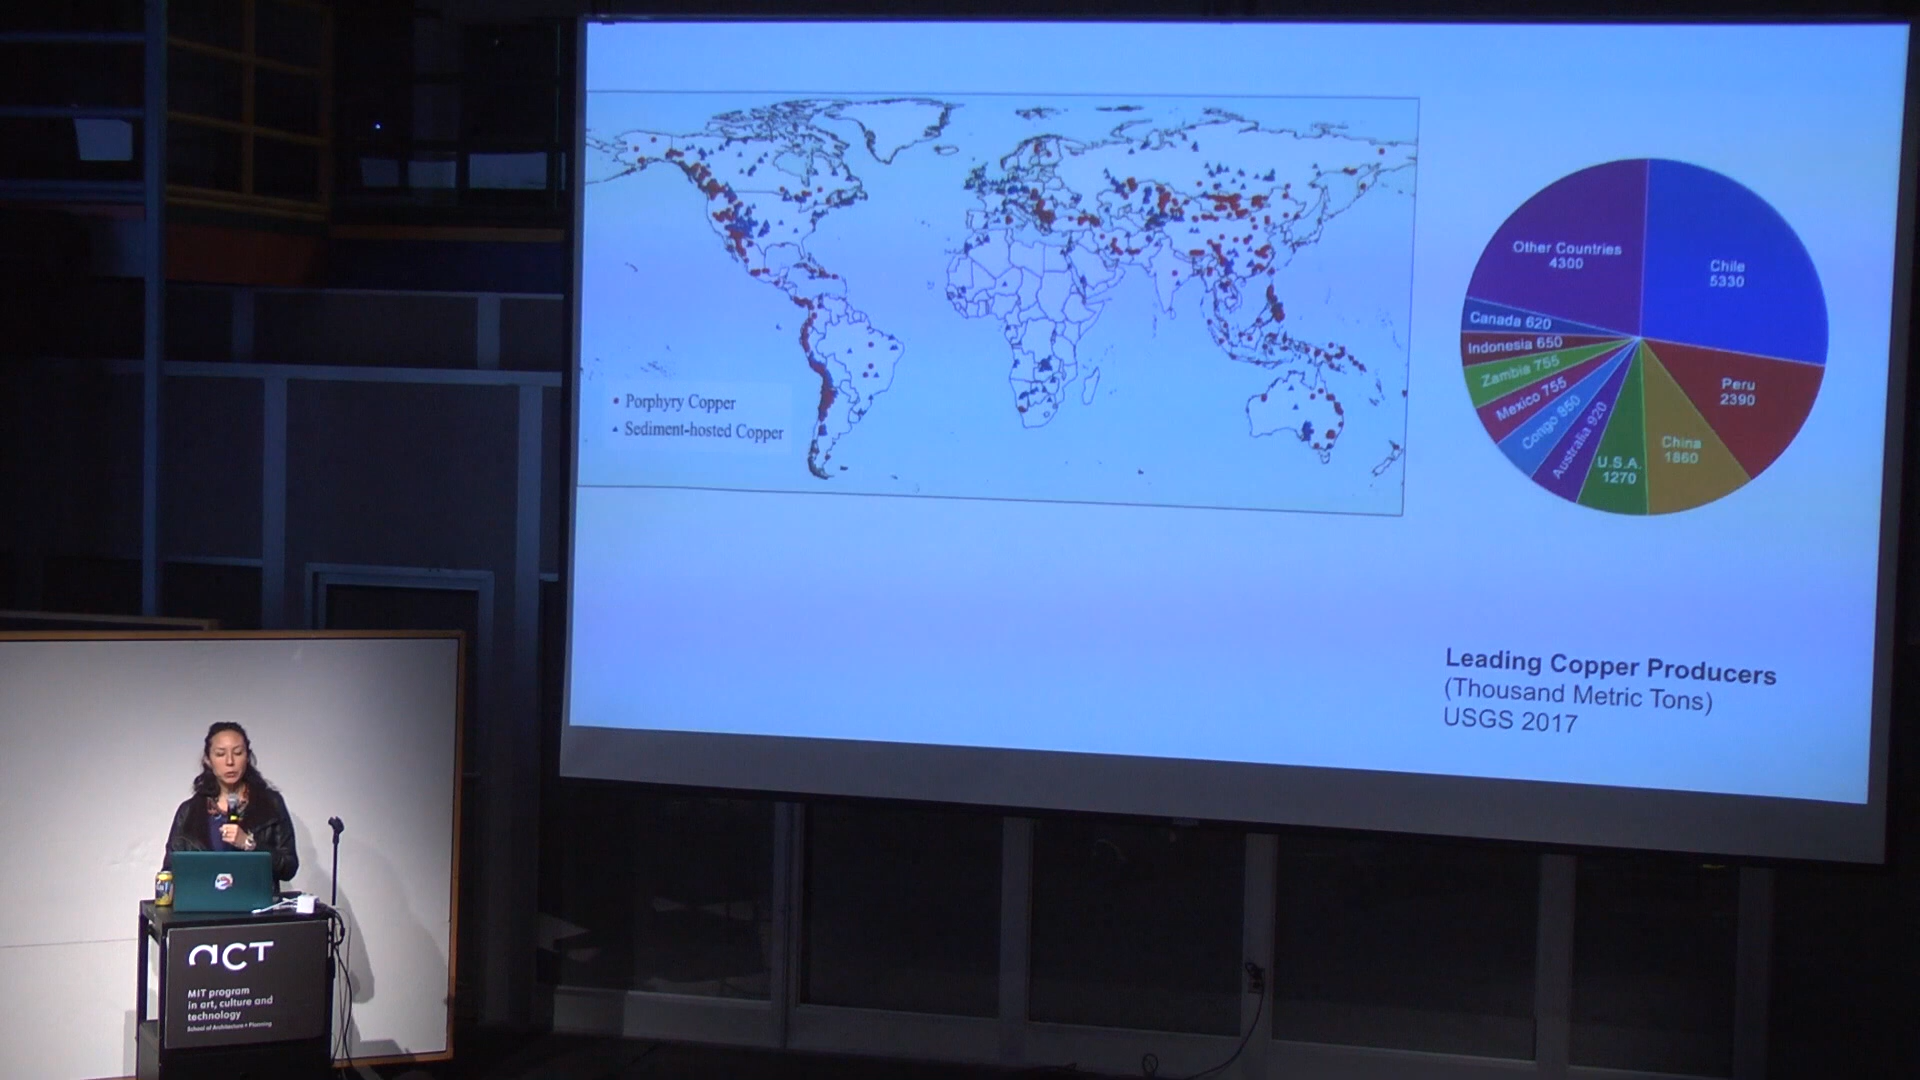 Porphyry Copper
Sediment-hosted Copper
Other Countries
4300
Chile
5330
Canada 620
Indonesia 650
Zambia 755
Mexico 755
Congo 850
Australia 920
U.S.A.
1270
China
1860
Peru
2390
Leading Copper Producers
(Thousand Metric Tons)
USGS 2017
act
MIT program
in art, culture and
technology
School of Architecture + Planning